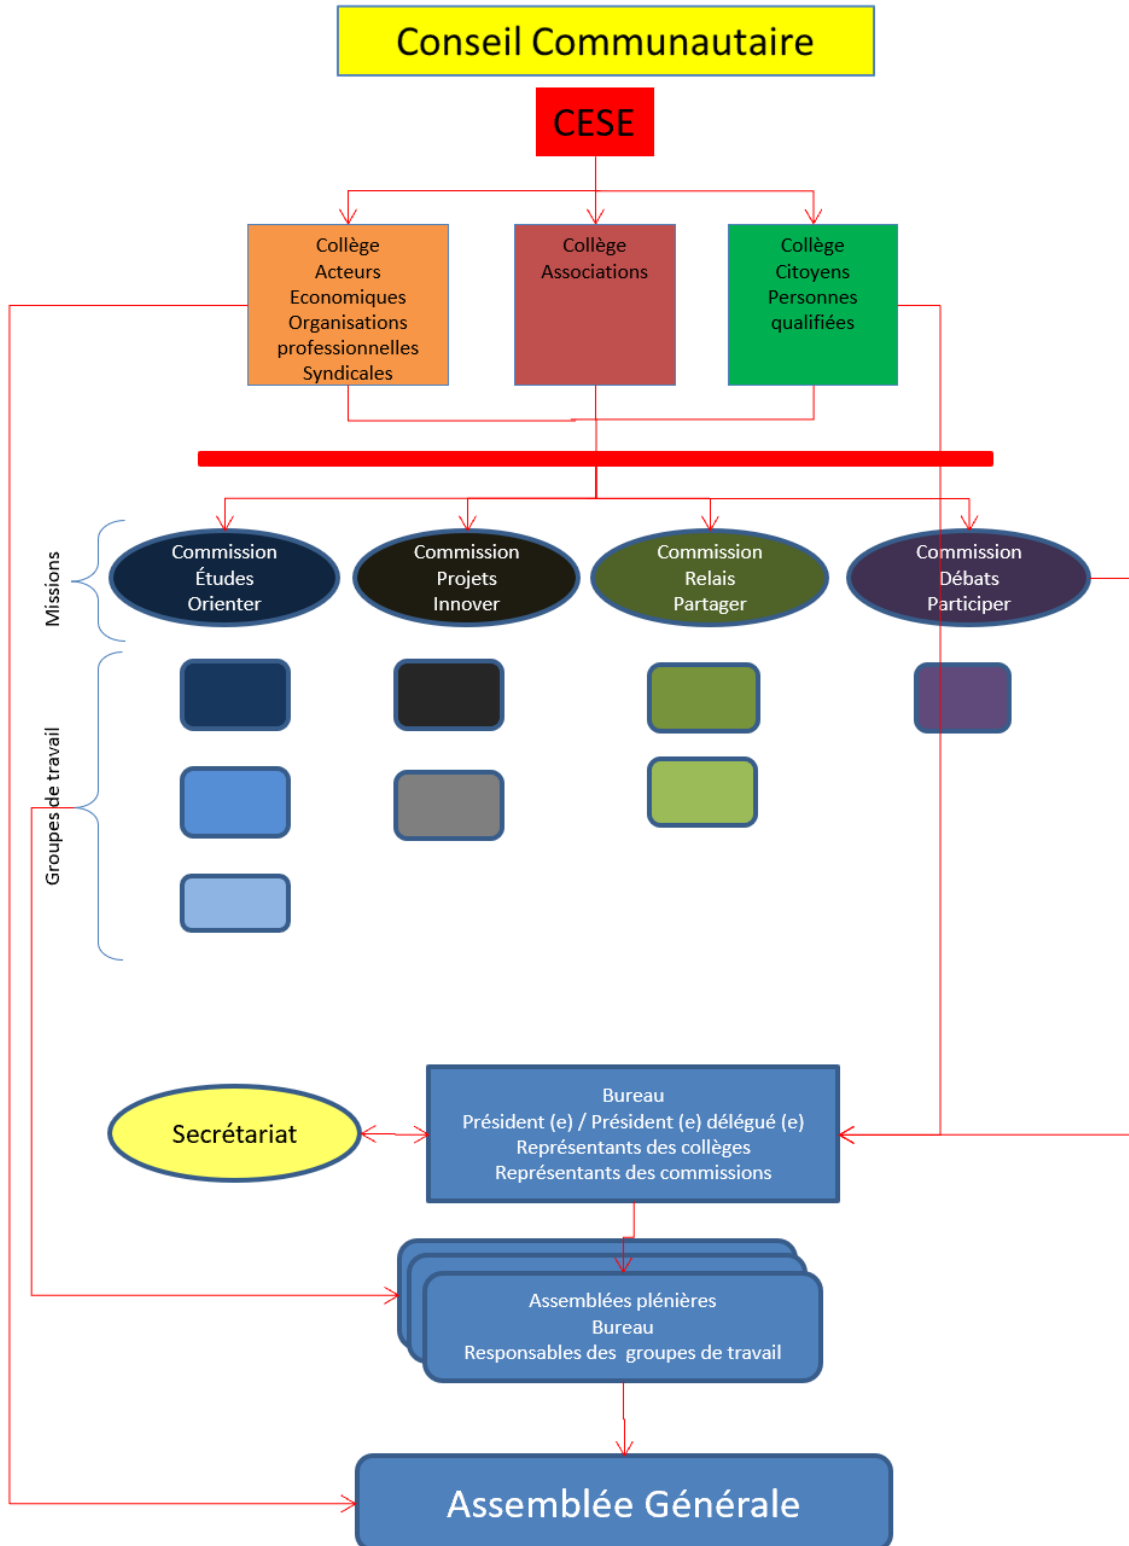 Conseil Communautaire
CESE
Collège
Acteurs
Economiques
Organisations
professionnelles
Syndicales
Collège
Associations
Collège
Citoyens
Personnes
qualifiées
Missions
Commission
Études
Orienter
Commission
Projets
Innover
Commission
Relais
Partager
Commission
Débats
Participer
Groupes de travail
Secrétariat
Bureau
Président (e) / Président (e) délégué (e)
Représentants des collèges
Représentants des commissions
Assemblées plénières
Bureau
Responsables des groupes de travail
Assemblée Générale